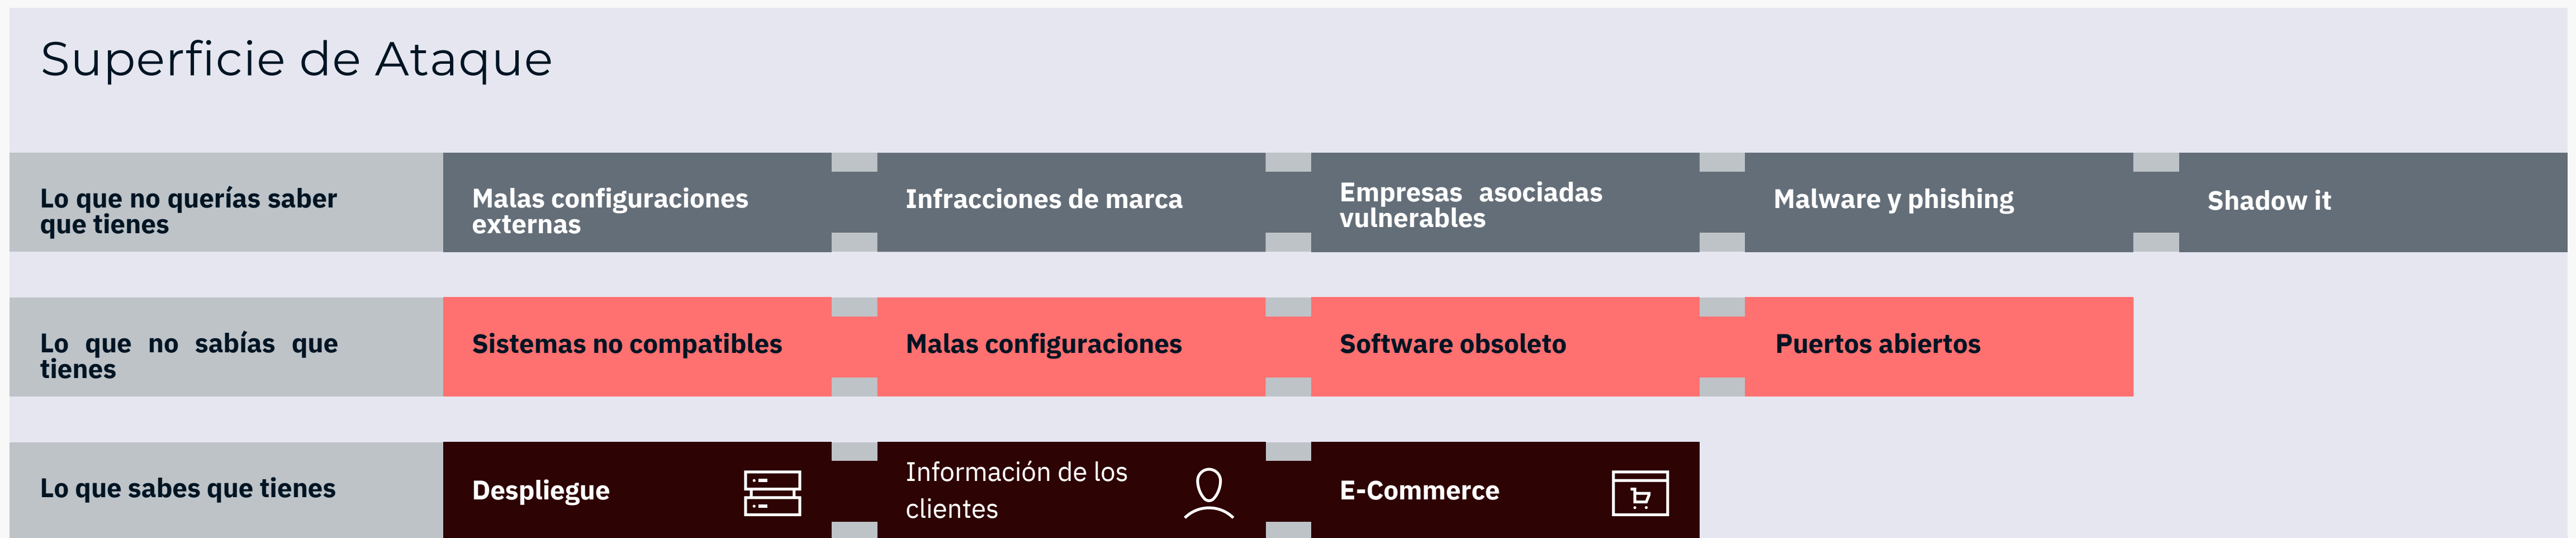 Superficie de Ataque
Lo que no querías saber
que tienes
Malas configuraciones
externas
Infracciones de marca
Empresas asociadas
vulnerables
Malware y phishing
Shadow it
Lo que no sabías que
tienes
Sistemas no compatibles
Malas configuraciones
Software obsoleto
Puertos abiertos
Lo que sabes que tienes
Despliegue
Información de los
clientes
E-Commerce